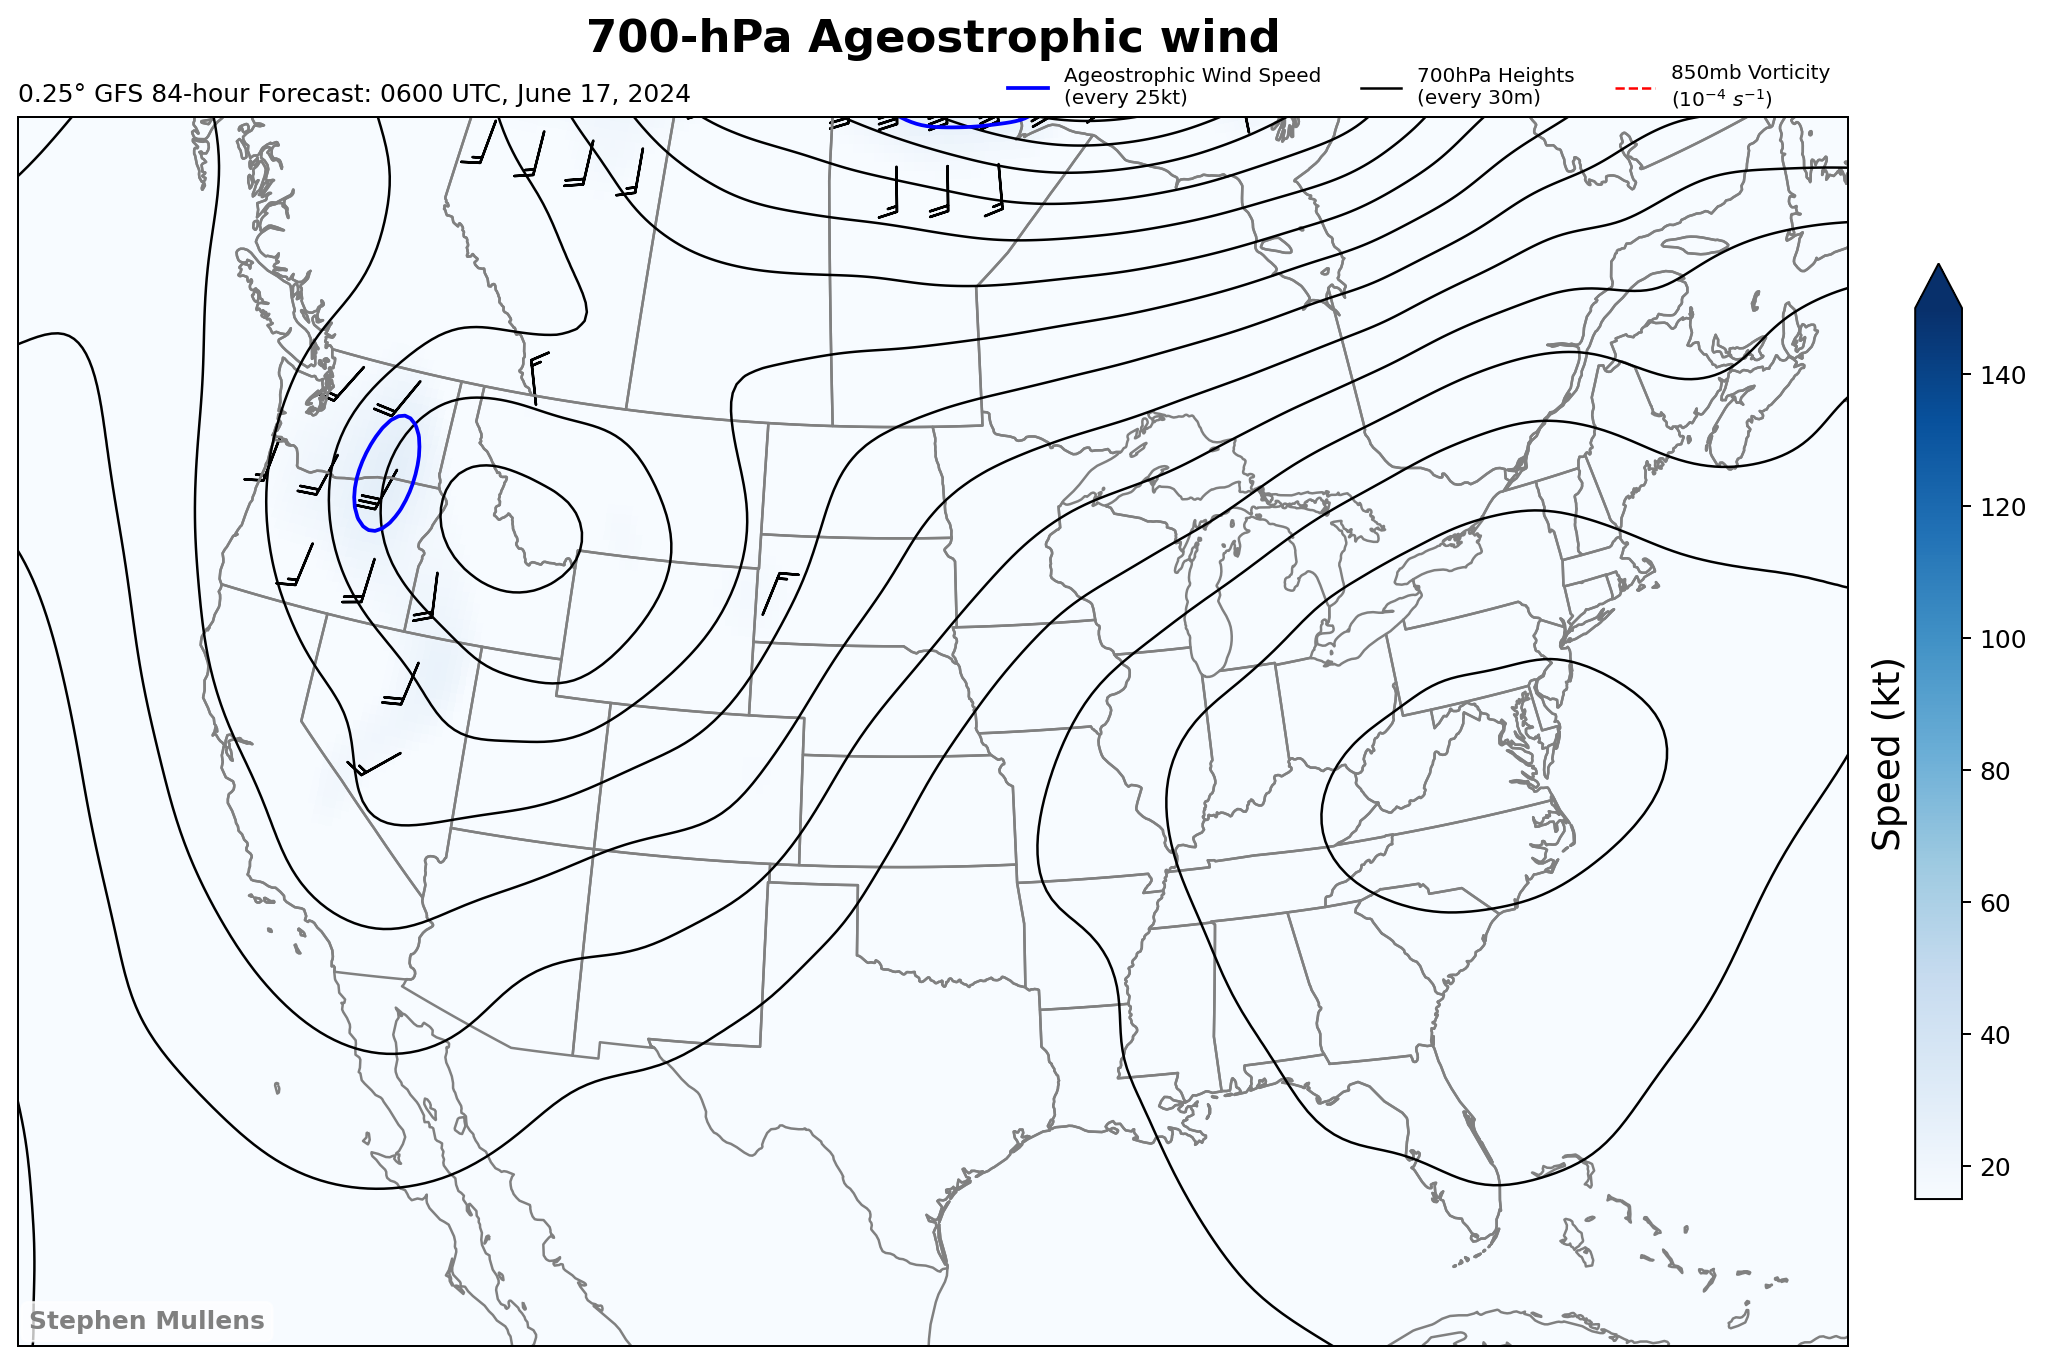 700-hPa Ageostrophic wind
0.25° GFS 84-hour Forecast: 0600 UTC, June 17, 2024
Ageostrophic Wind Speed
(every 25kt)
700hPa Heights
(every 30m)
850mb Vorticity
(10⁻⁴ s⁻¹)
140
120
100
80
60
40
20
Speed (kt)
Stephen Mullens